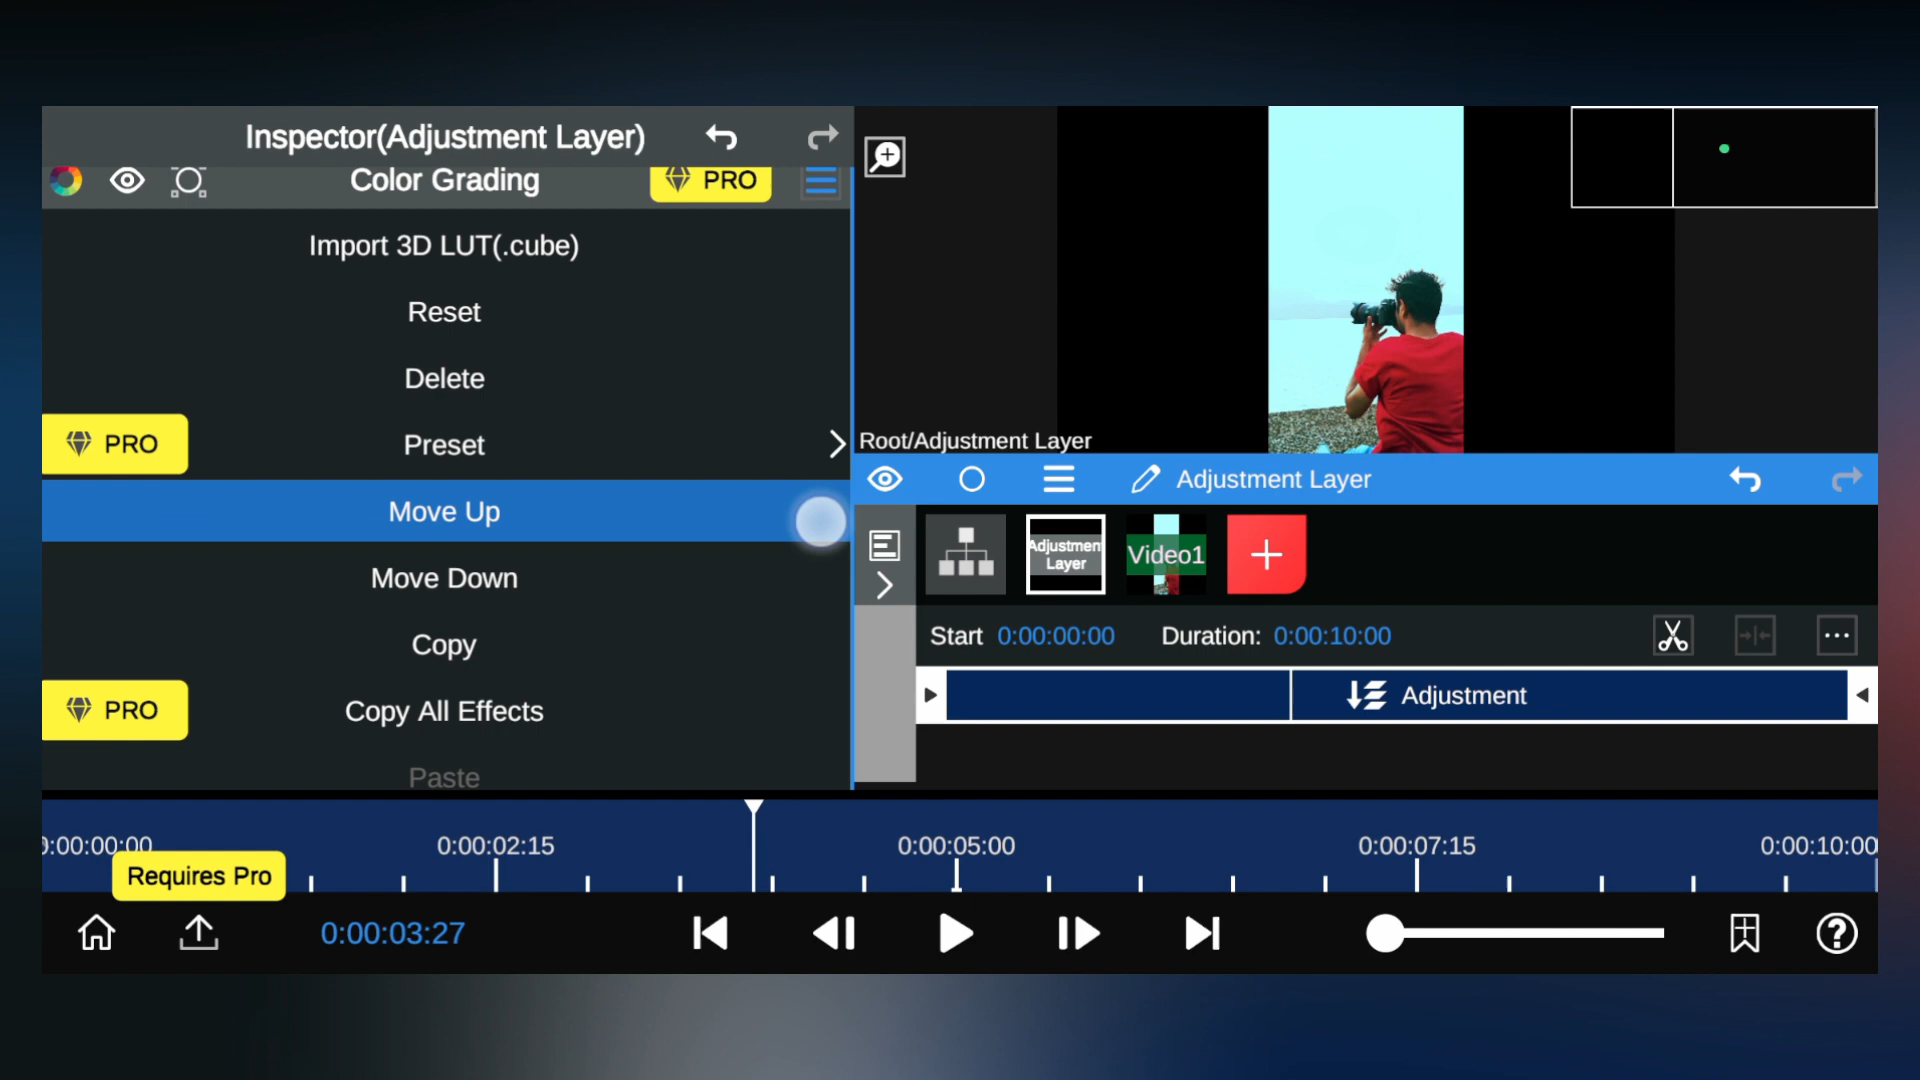 Inspector(Adjustment Layer)
Color Grading
PRO
Import 3D LUT(.cube)
Reset
Delete
PRO
Preset
Move Up
Move Down
Copy
PRO
Copy All Effects
Paste
Root/Adjustment Layer
Adjustment Layer
Adjustmen
Layer
Video1
Start 0:00:00:00 Duration: 0:00:10:00
Adjustment
0:00:00:00 0:00:02:15 0:00:05:00 0:00:07:15 0:00:10:00
Requires Pro
0:00:03:27